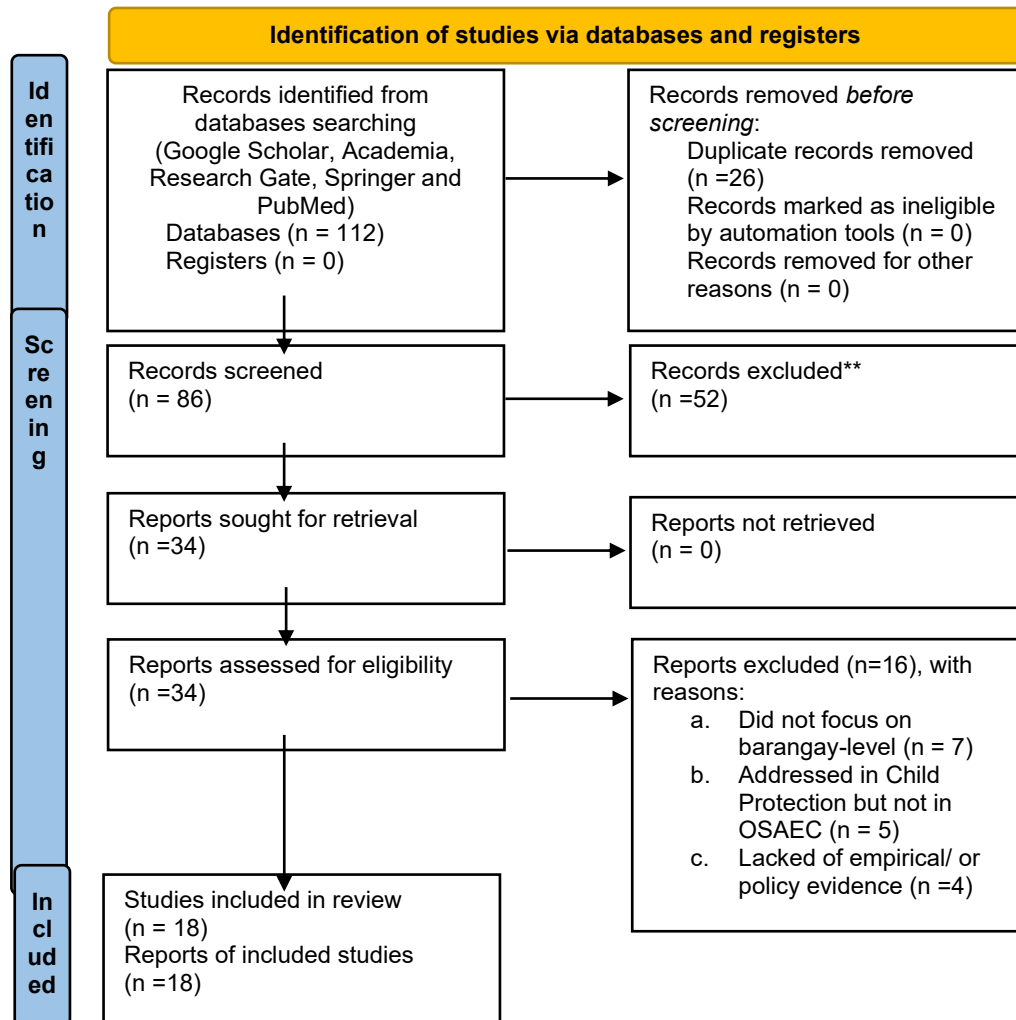 Identification of studies via databases and registers
Id
en
tifi
ca
tio
n
Records identified from
databases searching
(Google Scholar, Academia,
Research Gate, Springer and
PubMed)
Databases (n = 112)
Registers (n = 0)
Records removed before
screening:
Duplicate records removed
(n =26)
Records marked as ineligible
by automation tools (n = 0)
Records removed for other
reasons (n = 0)
Sc
re
en
in
g
Records screened
(n = 86)
Records excluded**
(n =52)
Reports sought for retrieval
(n =34)
Reports not retrieved
(n = 0)
Reports assessed for eligibility
(n =34)
Reports excluded (n=16), with
reasons:
a. Did not focus on
barangay-level (n = 7)
b. Addressed in Child
Protection but not in
OSAEC (n = 5)
c. Lacked of empirical/ or
policy evidence (n =4)
In
cl
ud
ed
Studies included in review
(n = 18)
Reports of included studies
(n =18)